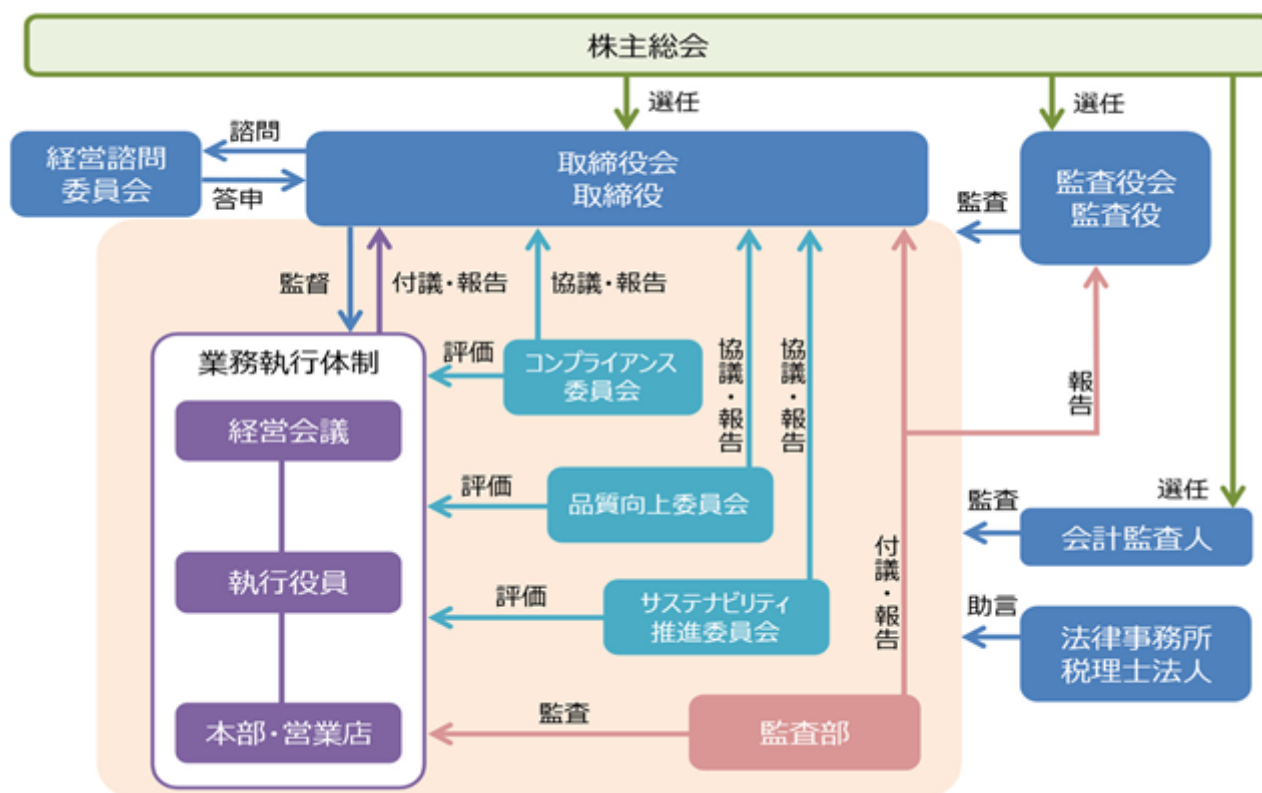 株主総会
選任
選任
諮問
経営諮問
委員会
答申
取締役会
取締役
監査役会
監査役
監査
監督
付議・報告
協議・報告
業務執行体制
評価
コンプライアンス
委員会
協議・報告
協議・報告
報告
経営会議
評価
品質向上委員会
選任
監査
会計監査人
付議・報告
執行役員
評価
サステナビリティ
推進委員会
助言
法律事務所
税理士法人
本部・営業店
監査
監査部